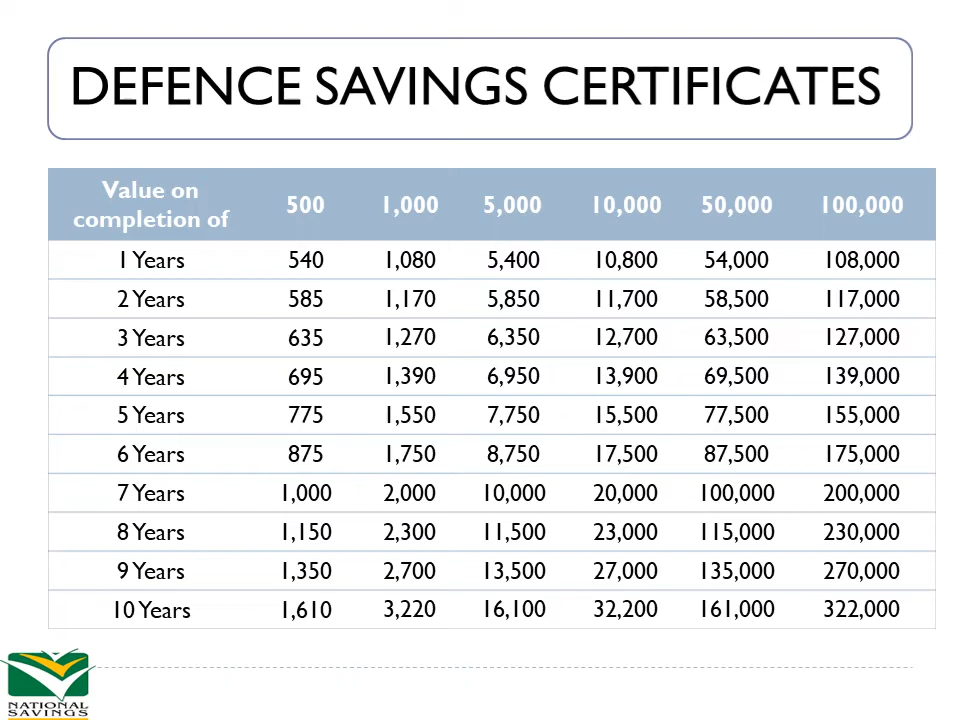 DEFENCE SAVINGS CERTIFICATES
Value on completion of 500 1,000 5,000 10,000 50,000 100,000
1 Years 540 1,080 5,400 10,800 54,000 108,000
2 Years 585 1,170 5,850 11,700 58,500 117,000
3 Years 635 1,270 6,350 12,700 63,500 127,000
4 Years 695 1,390 6,950 13,900 69,500 139,000
5 Years 775 1,550 7,750 15,500 77,500 155,000
6 Years 875 1,750 8,750 17,500 87,500 175,000
7 Years 1,000 2,000 10,000 20,000 100,000 200,000
8 Years 1,150 2,300 11,500 23,000 115,000 230,000
9 Years 1,350 2,700 13,500 27,000 135,000 270,000
10 Years 1,610 3,220 16,100 32,200 161,000 322,000
NATIONAL
SAVINGS